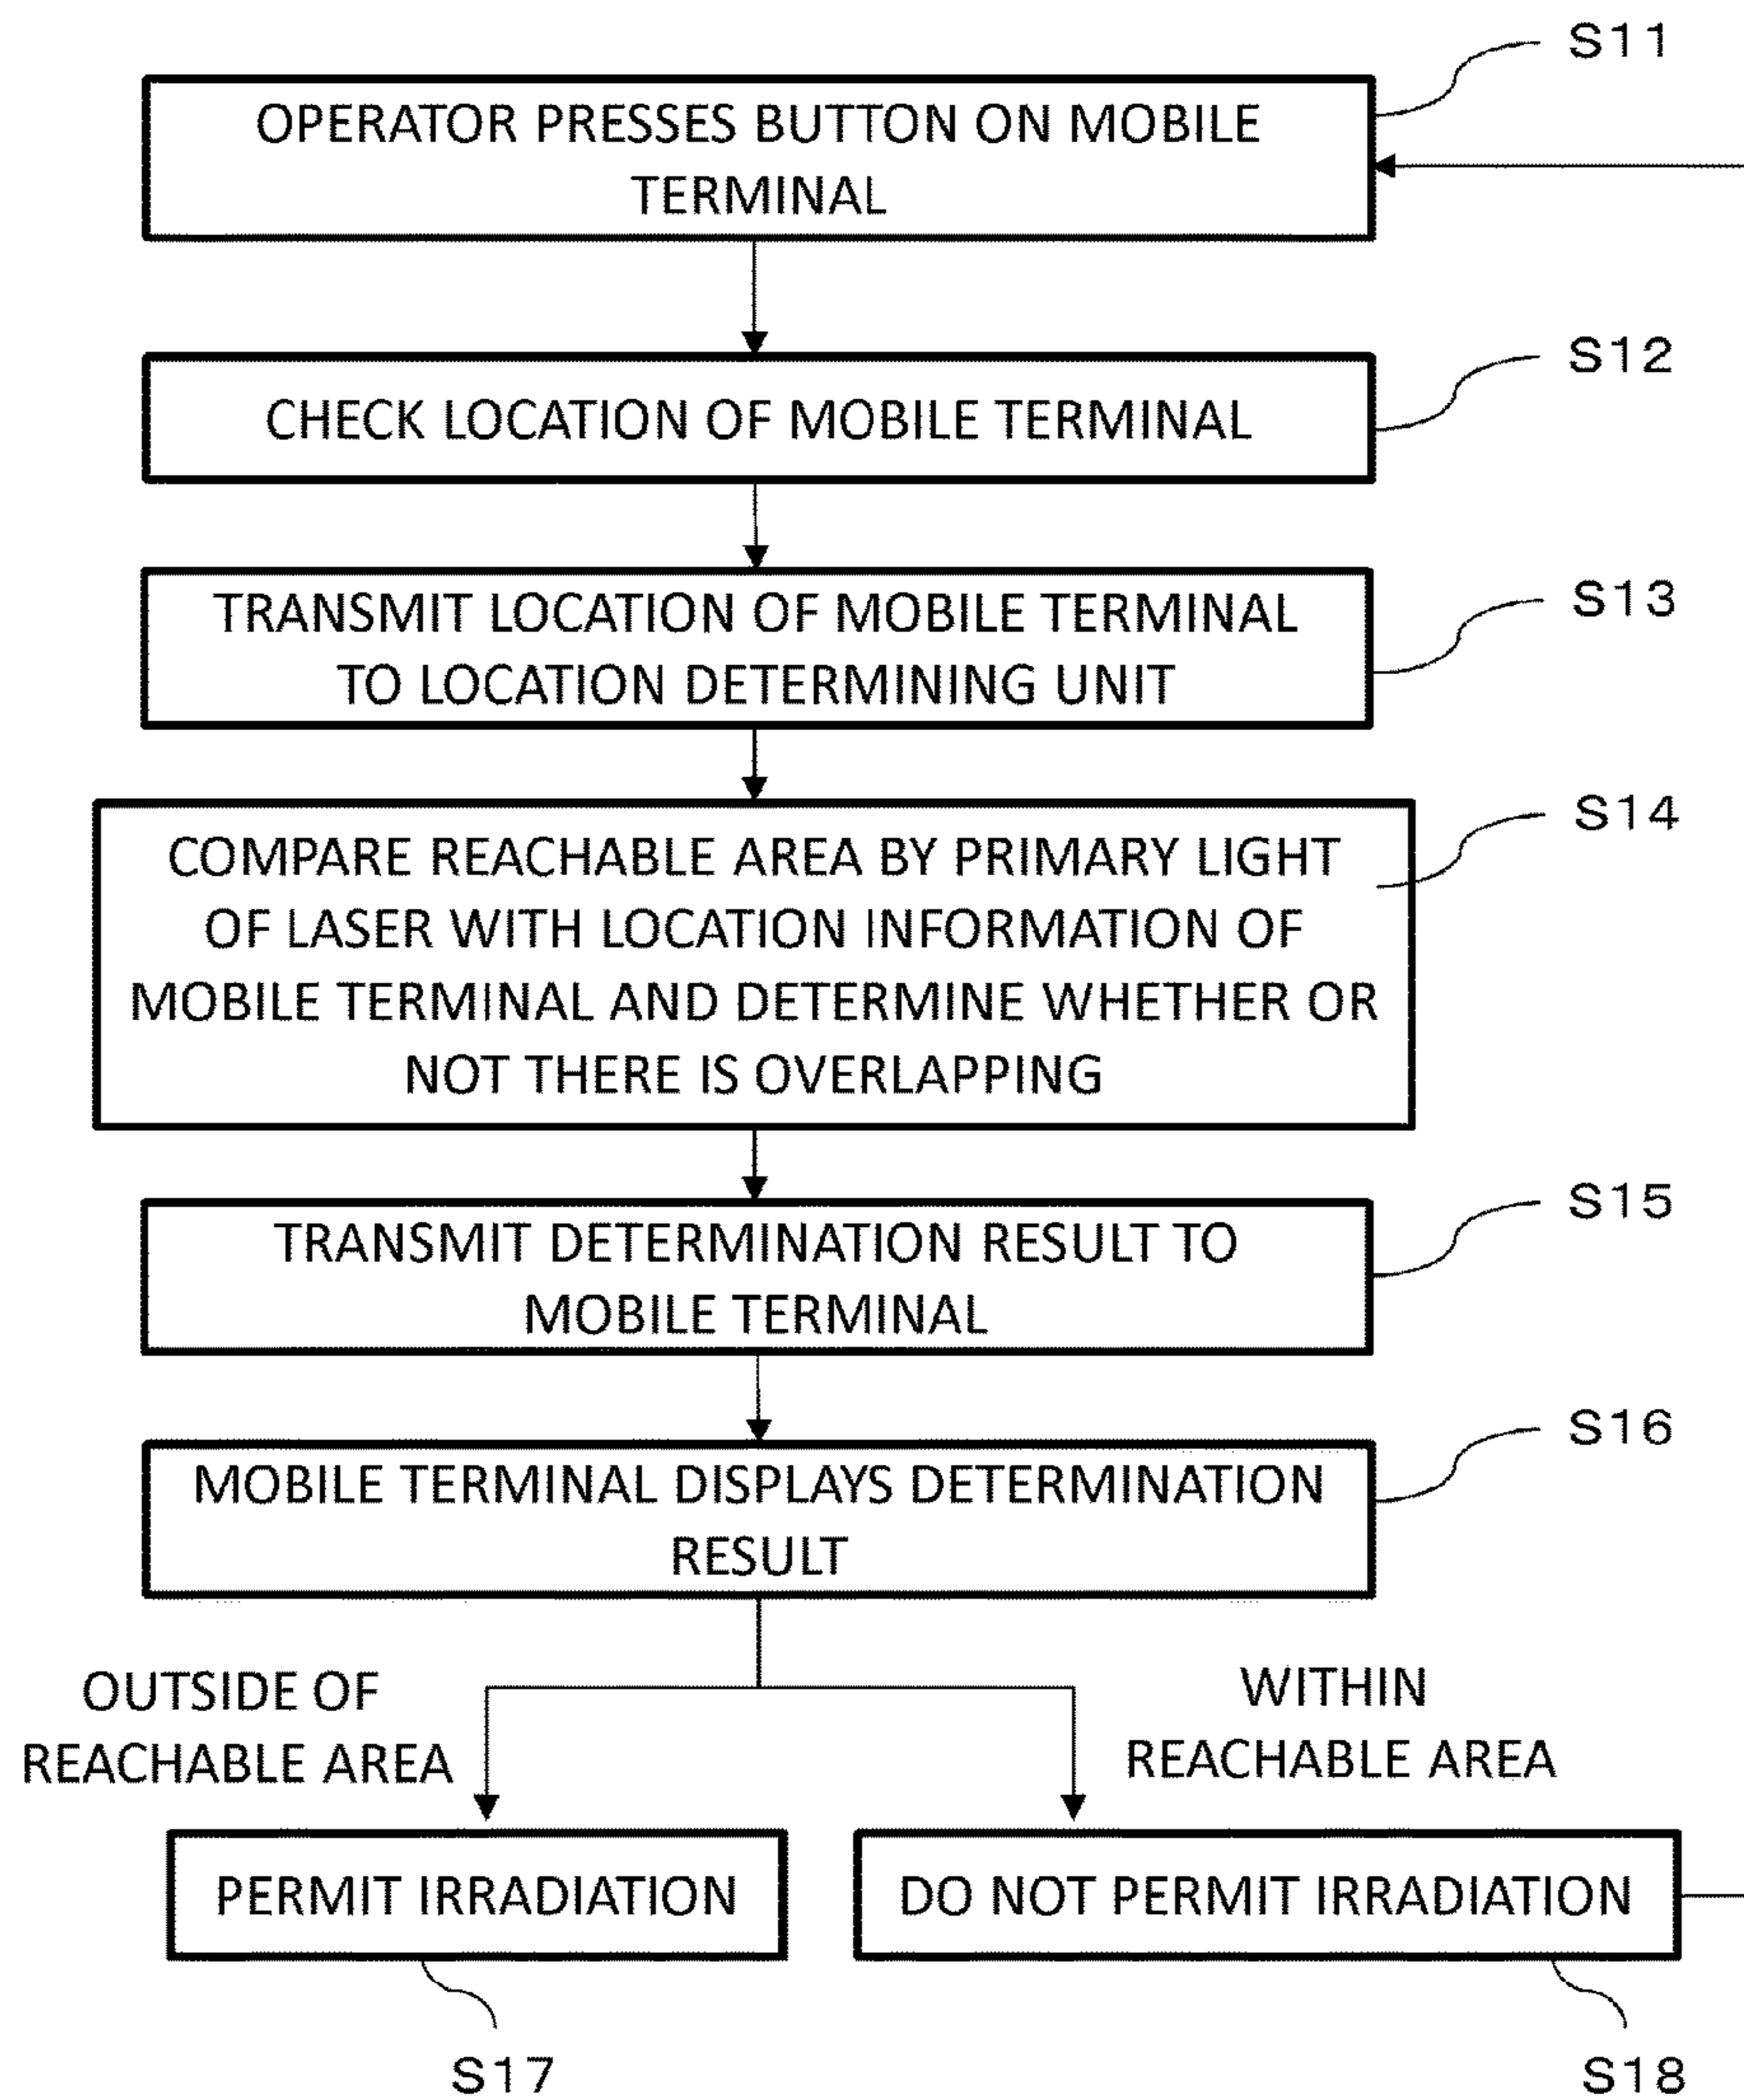 S11
OPERATOR PRESSES BUTTON ON MOBILE
TERMINAL
S12
CHECK LOCATION OF MOBILE TERMINAL
S13
TRANSMIT LOCATION OF MOBILE TERMINAL
TO LOCATION DETERMINING UNIT
S14
COMPARE REACHABLE AREA BY PRIMARY LIGHT
OF LASER WITH LOCATION INFORMATION OF
MOBILE TERMINAL AND DETERMINE WHETHER OR
NOT THERE IS OVERLAPPING
S15
TRANSMIT DETERMINATION RESULT TO
MOBILE TERMINAL
S16
MOBILE TERMINAL DISPLAYS DETERMINATION
RESULT
OUTSIDE OF
REACHABLE AREA
WITHIN
REACHABLE AREA
PERMIT IRRADIATION
DO NOT PERMIT IRRADIATION
S17
S18